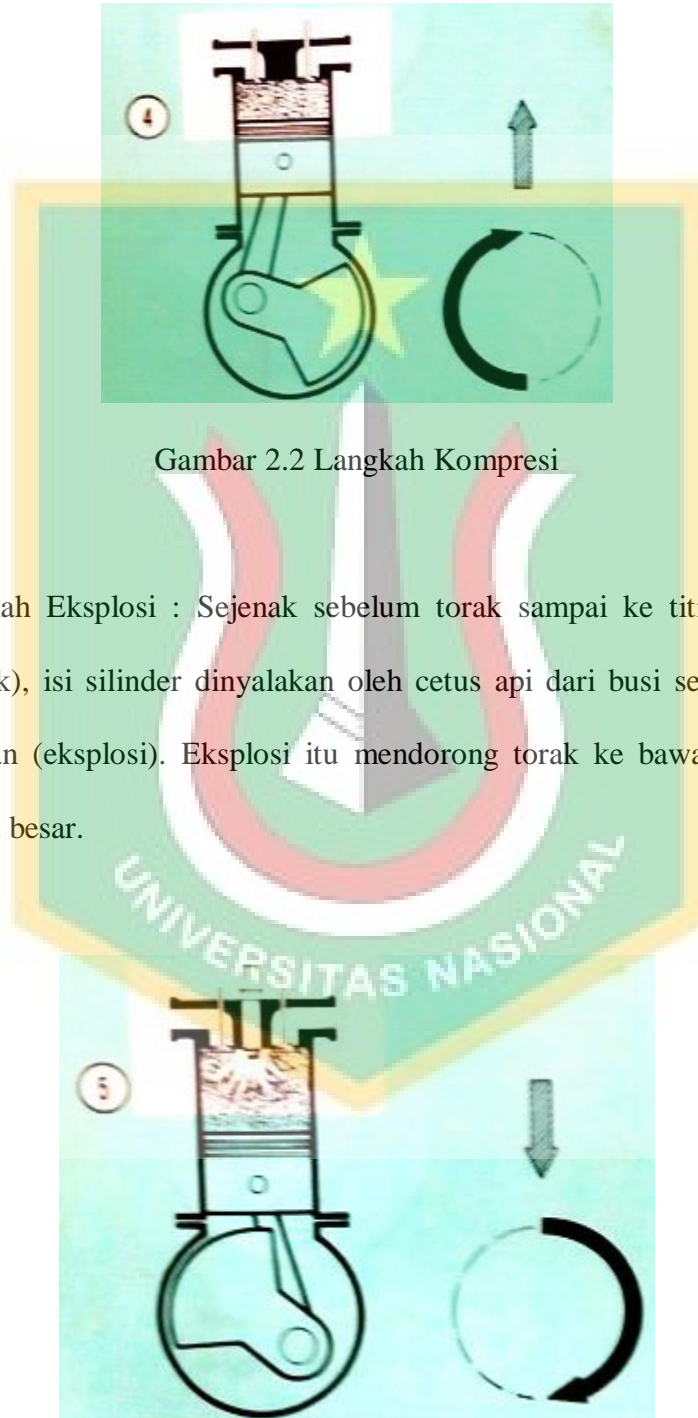 4
Gambar 2.2 Langkah Kompresi
ah Eksplosi : Sejenak sebelum torak sampai ke tit
k), isi silinder dinyalakan oleh cetus api dari busi se
n (eksplosi). Eksplosi itu mendorong torak ke bawa
besar.
UNIVERSITAS NASIONAL
5